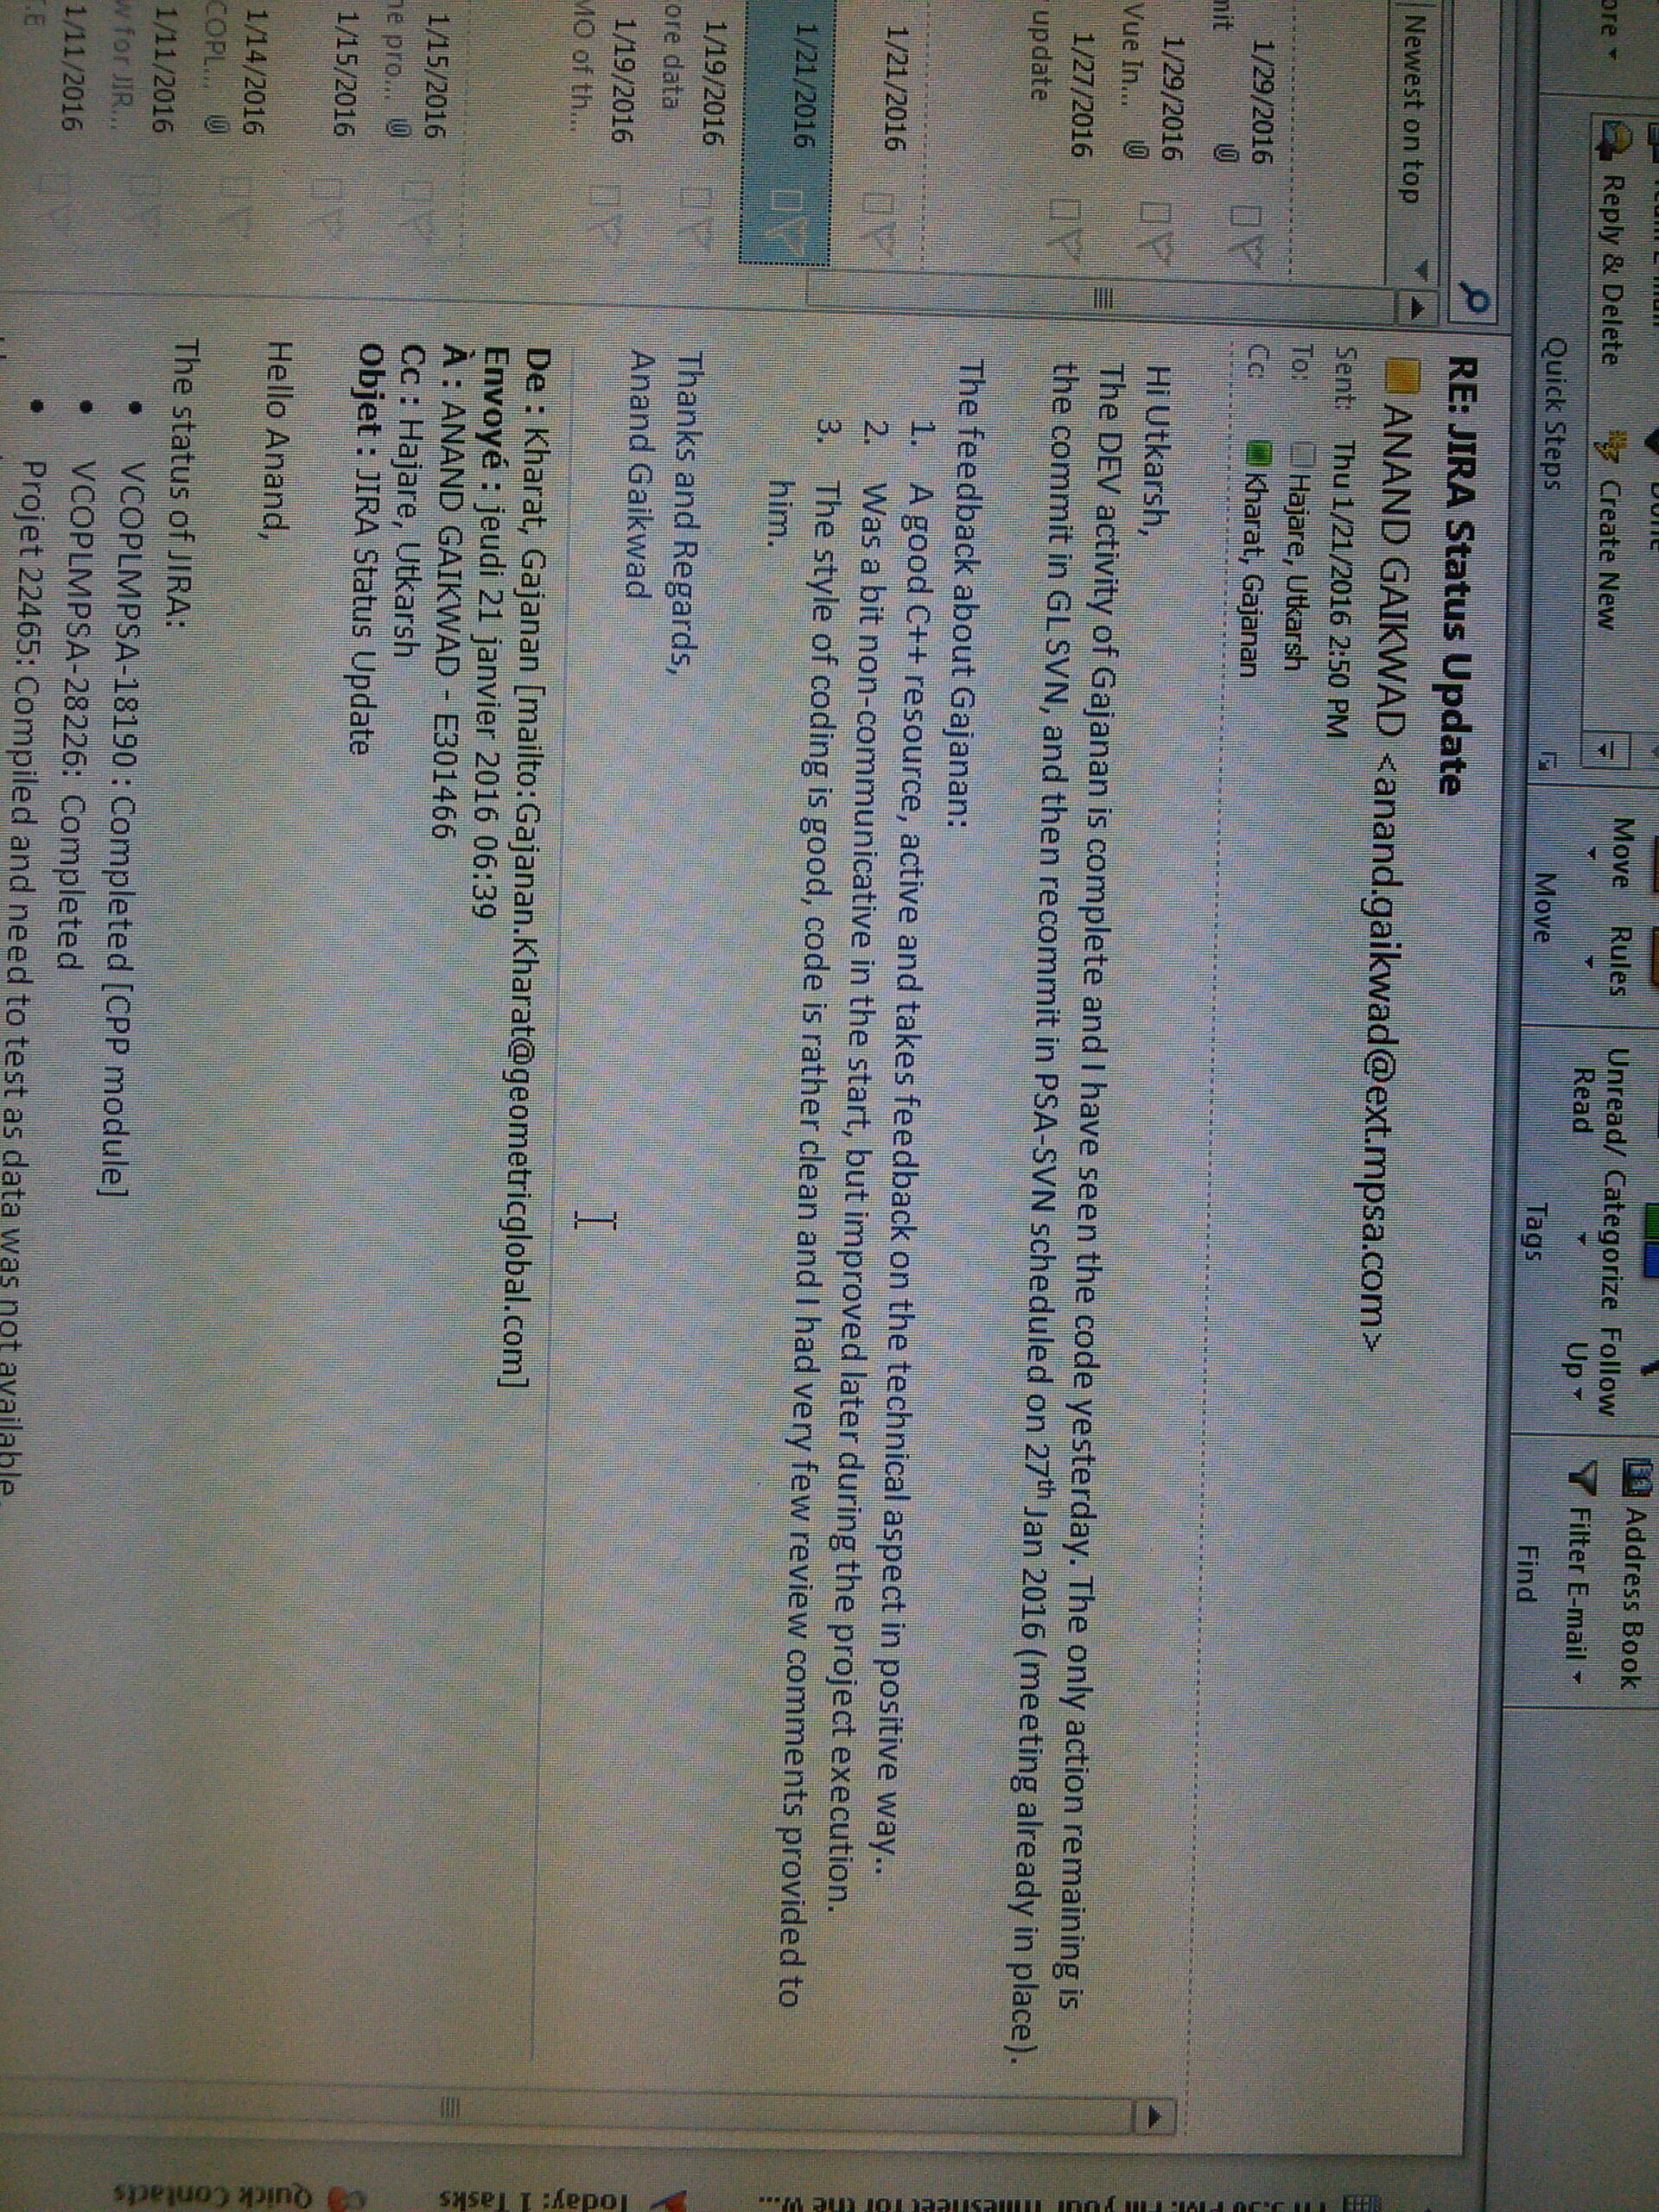 Reply & Delete
Create New
Quick Steps
Move
Rules
Move
Unread/
Read
Categorize
Follow
Up
Tags
Address Book
Filter E-mail
Find
Newest on top
1/29/2016
1/29/2016
Vue In...
1/27/2016
update
1/21/2016
1/21/2016
1/19/2016
ore data
1/19/2016
MO of th...
1/15/2016
1/15/2016
1/14/2016
COPL...
1/11/2016
for JIR...
1/11/2016
RE: JIRA Status Update
ANAND GAIKWAD <anand.gaikwad@ext.mpsa.com>
Sent: Thu 1/21/2016 2:50 PM
To: Hajare, Utkarsh
Cc: Kharat, Gajanan
Hi Utkarsh,
The DEV activity of Gajanan is complete and I have seen the code yesterday. The only action remaining is
the commit in GL SVN, and then recommit in PSA-SVN scheduled on 27th Jan 2016 (meeting already in place).
The feedback about Gajanan:
1. A good C++ resource, active and takes feedback on the technical aspect in positive way..
2. Was a bit non-communicative in the start, but improved later during the project execution.
3. The style of coding is good, code is rather clean and I had very few review comments provided to
him.
Thanks and Regards,
Anand Gaikwad
De : Kharat, Gajanan [mailto:Gajanan.Kharat@geometricglobal.com]
Envoyé : jeudi 21 janvier 2016 06:39
À : ANAND GAIKWAD - E301466
Cc : Hajare, Utkarsh
Objet : JIRA Status Update
Hello Anand,
The status of JIRA:
• VCOPLMPSA-18190 : Completed [CPP module]
• VCOPLMPSA-28226: Completed
• Projet 22465: Compiled and need to test as data was not available.
Today: 1 Tasks
Quick Contacts